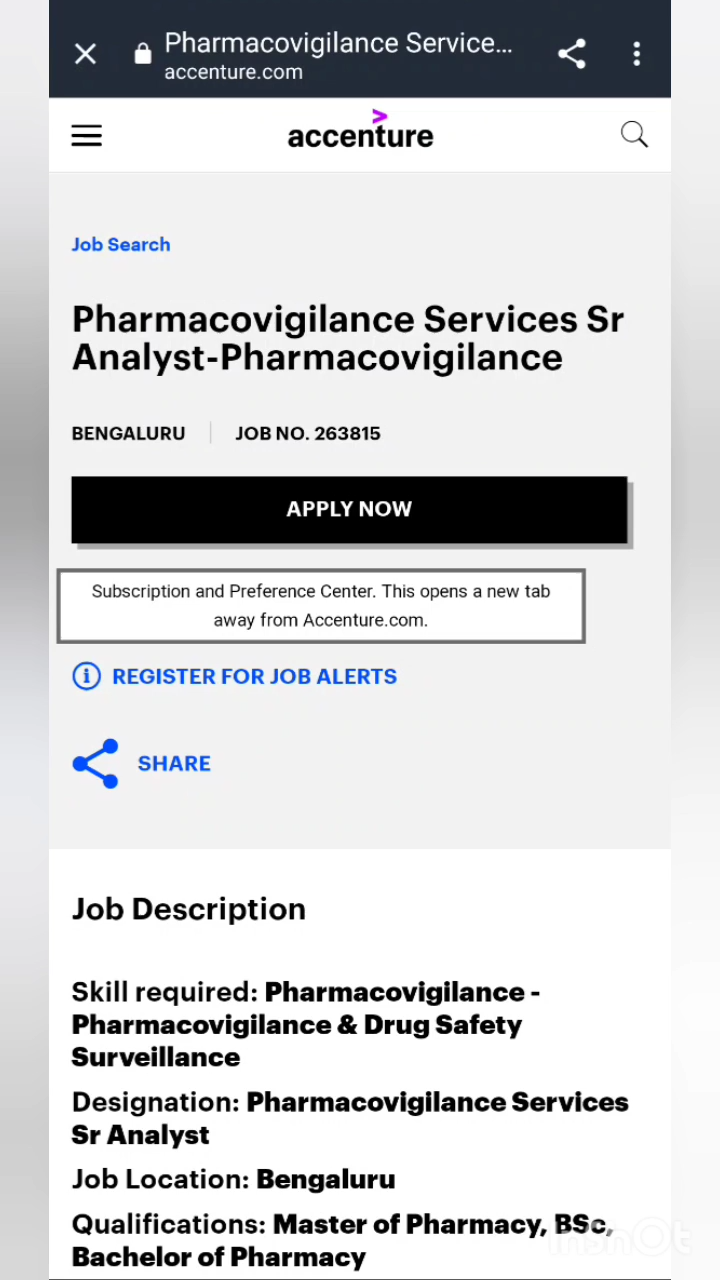 Pharmacovigilance Service...
accenture.com
accenture
Job Search
Pharmacovigilance Services Sr
Analyst-Pharmacovigilance
BENGALURU JOB NO. 263815
APPLY NOW
Subscription and Preference Center. This opens a new tab
away from Accenture.com.
REGISTER FOR JOB ALERTS
SHARE
Job Description
Skill required: Pharmacovigilance -
Pharmacovigilance & Drug Safety
Surveillance
Designation: Pharmacovigilance Services
Sr Analyst
Job Location: Bengaluru
Qualifications: Master of Pharmacy, BSc,
Bachelor of Pharmacy